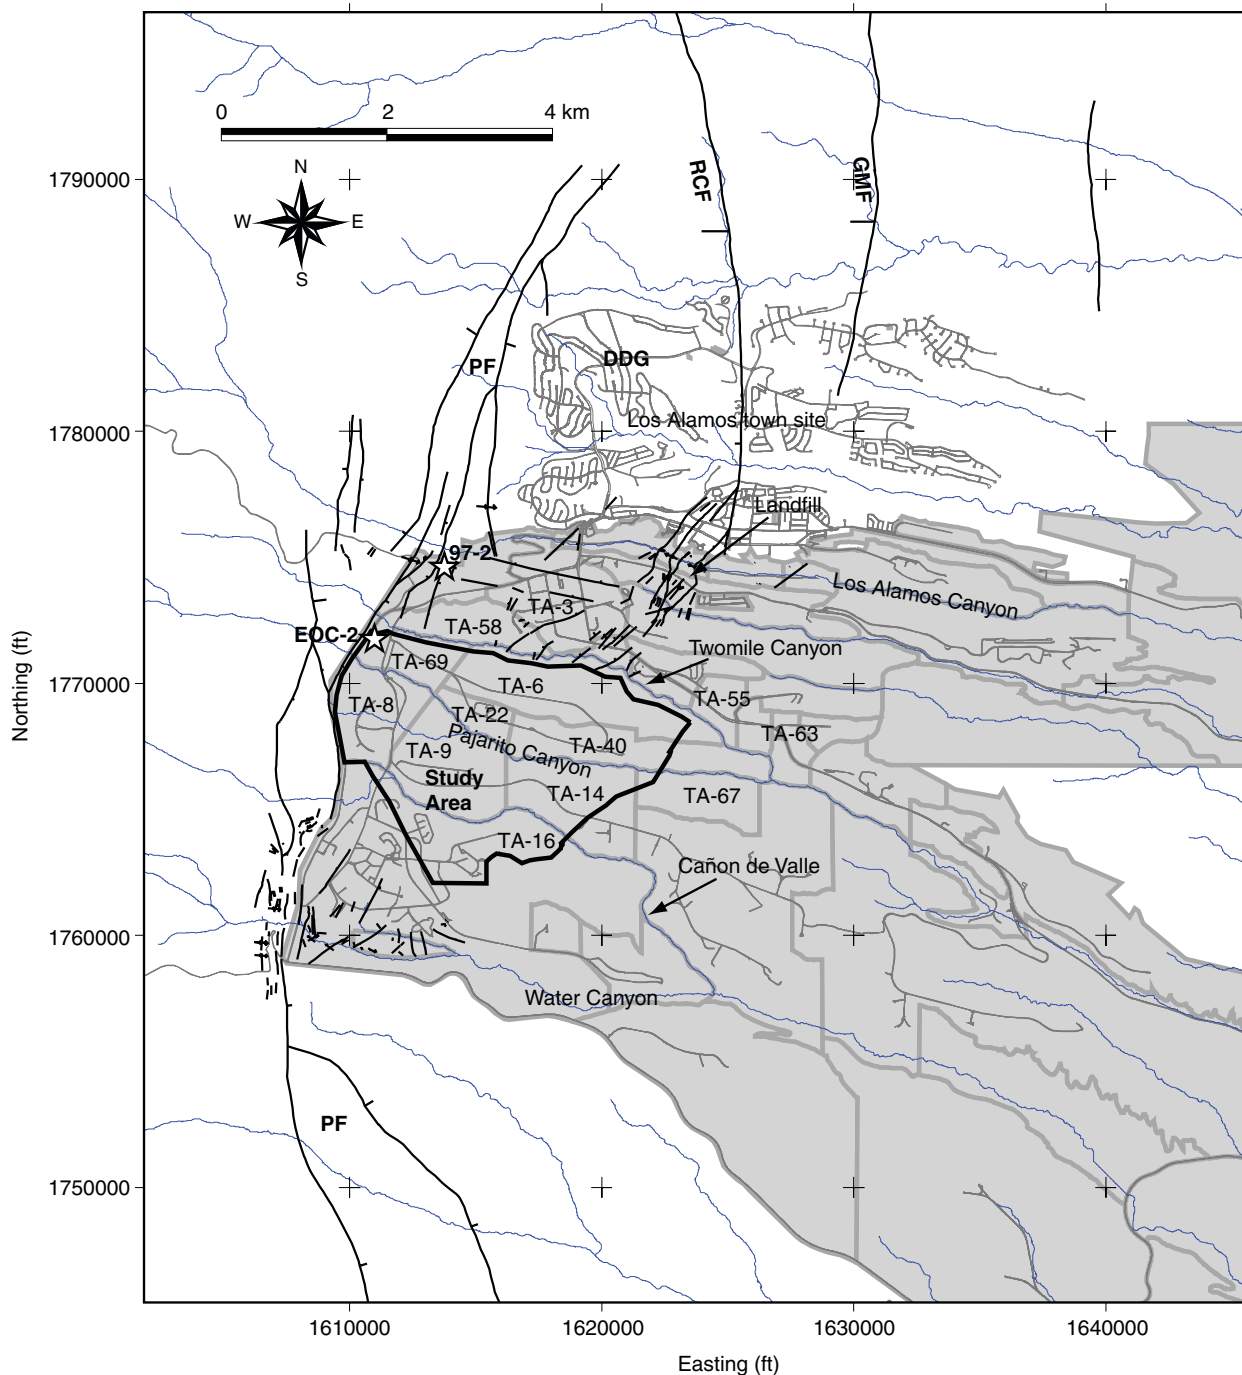 0 2 4 km
N
W E
S
1790000
RCF
GMF
PF
DDG
Los Alamos town site
1780000
Landfill
97-2
Los Alamos Canyon
TA-3
TA-58
EOC-2
Twomile Canyon
TA-69
1770000
TA-6
TA-55
TA-8
TA-22
TA-63
Pajarito Canyon
TA-40
TA-9
Study
Area
TA-14
TA-67
TA-16
Cañon de Valle
1760000
Water Canyon
PF
1750000
Northing (ft)
1610000 1620000 1630000 1640000
Easting (ft)